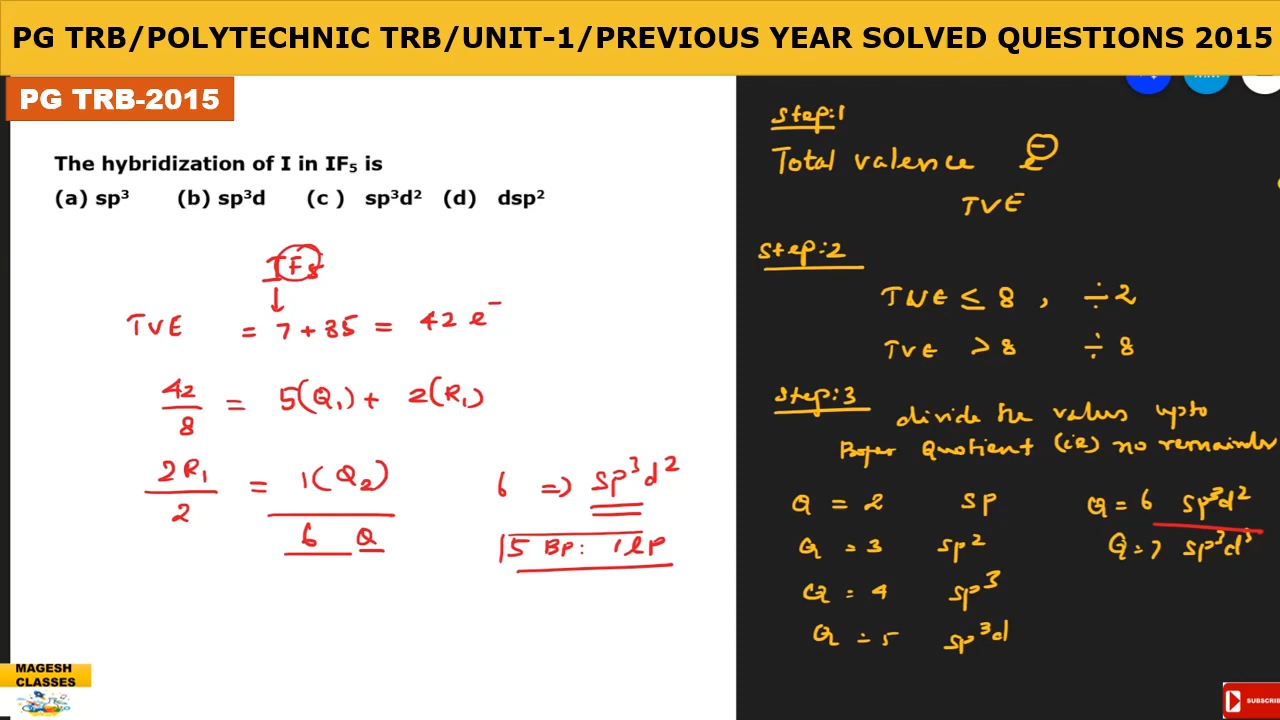 PG TRB/POLYTECHNIC TRB/UNIT-1/PREVIOUS YEAR SOLVED QUESTIONS 2015
PG TRB-2015
The hybridization of I in IF₅ is
(a) sp³ (b) sp³d (c ) sp³d² (d) dsp²
IF₅
TVE = 7 + 35 = 42 e⁻
42/8 = 5(Q₁) + 2(R₁)
2R₁/2 = 1(Q₂)
6 Q
6 => sp³d²
5 BP: 1 lp
Step:1
Total valence e⁻
TVE
Step:2
TVE ≤ 8 , ÷ 2
TVE > 8 ÷ 8
Step:3
divide the values upto
Quotient (ie) no remainder
Q = 2 sp
Q = 3 sp²
Q = 4 sp³
Q = 5 sp³d
Q = 6 sp³d²
Q = 7 sp³d³
MAGESH
CLASSES
SUBSCRIB